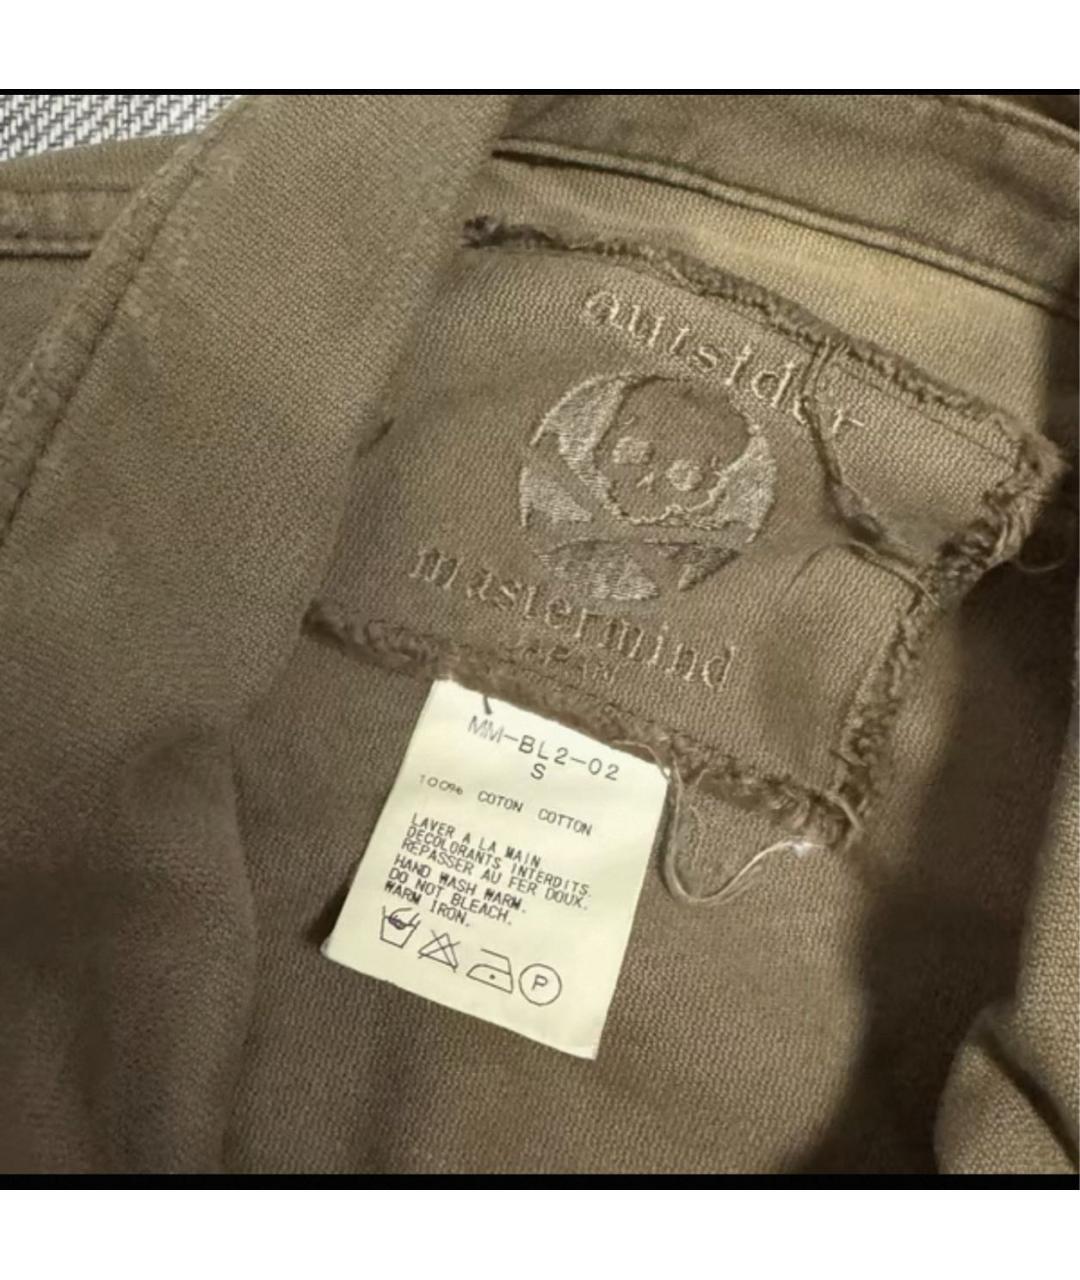 outsider
mastermind
JAPAN
MM-BL2-02
S
100% COTON COTTON
LAVER A LA MAIN
DECOLORANTS INTERDITS.
REPASSER AU FER DOUX.
HAND WASH WARM.
DO NOT BLEACH.
WARM IRON.
P